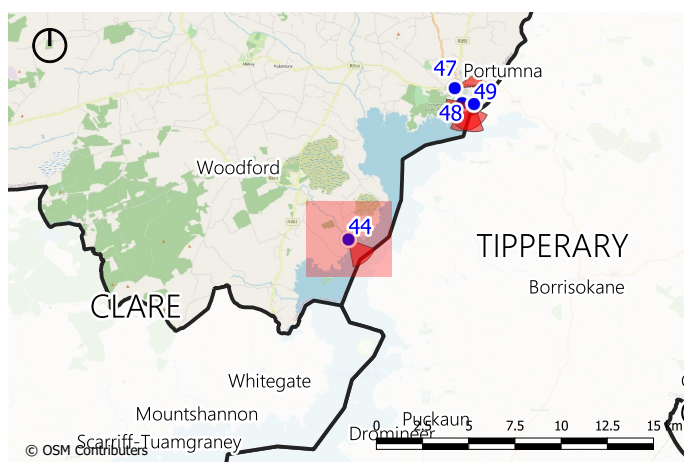 47
Portumna
49
48
Woodford
44
TIPPERARY
Borrisokane
CLARE
Whitegate
Mountshannon
Puckaun
Scarriff-Tuamgraney
Dromineer
0 2.5 5 7.5 10 12.5 15 km
© OSM Contributors